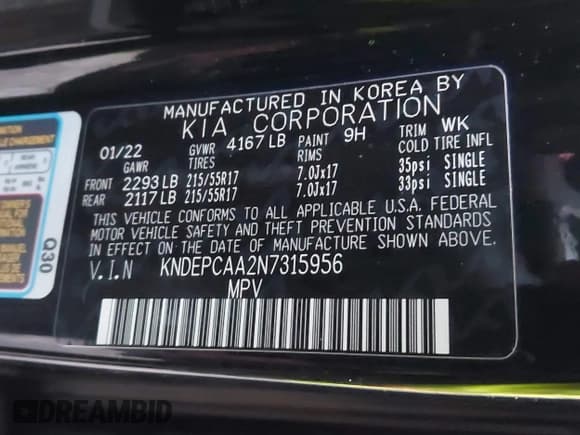 MANUFACTURED IN KOREA BY
KIA CORPORATION
01/22 GVWR 4167 LB PAINT 9H TRIM WK
GAWR TIRES RIMS COLD TIRE INFL
FRONT 2293 LB 215/55R17 7.0Jx17 35psi SINGLE
REAR 2117 LB 215/55R17 7.0Jx17 33psi SINGLE
THIS VEHICLE CONFORMS TO ALL APPLICABLE U.S.A. FEDERAL
MOTOR VEHICLE SAFETY AND THEFT PREVENTION STANDARDS
IN EFFECT ON THE DATE OF MANUFACTURE SHOWN ABOVE.
V.I.N KNDEPCAA2N7315956
MPV
Q30
DREAMBID